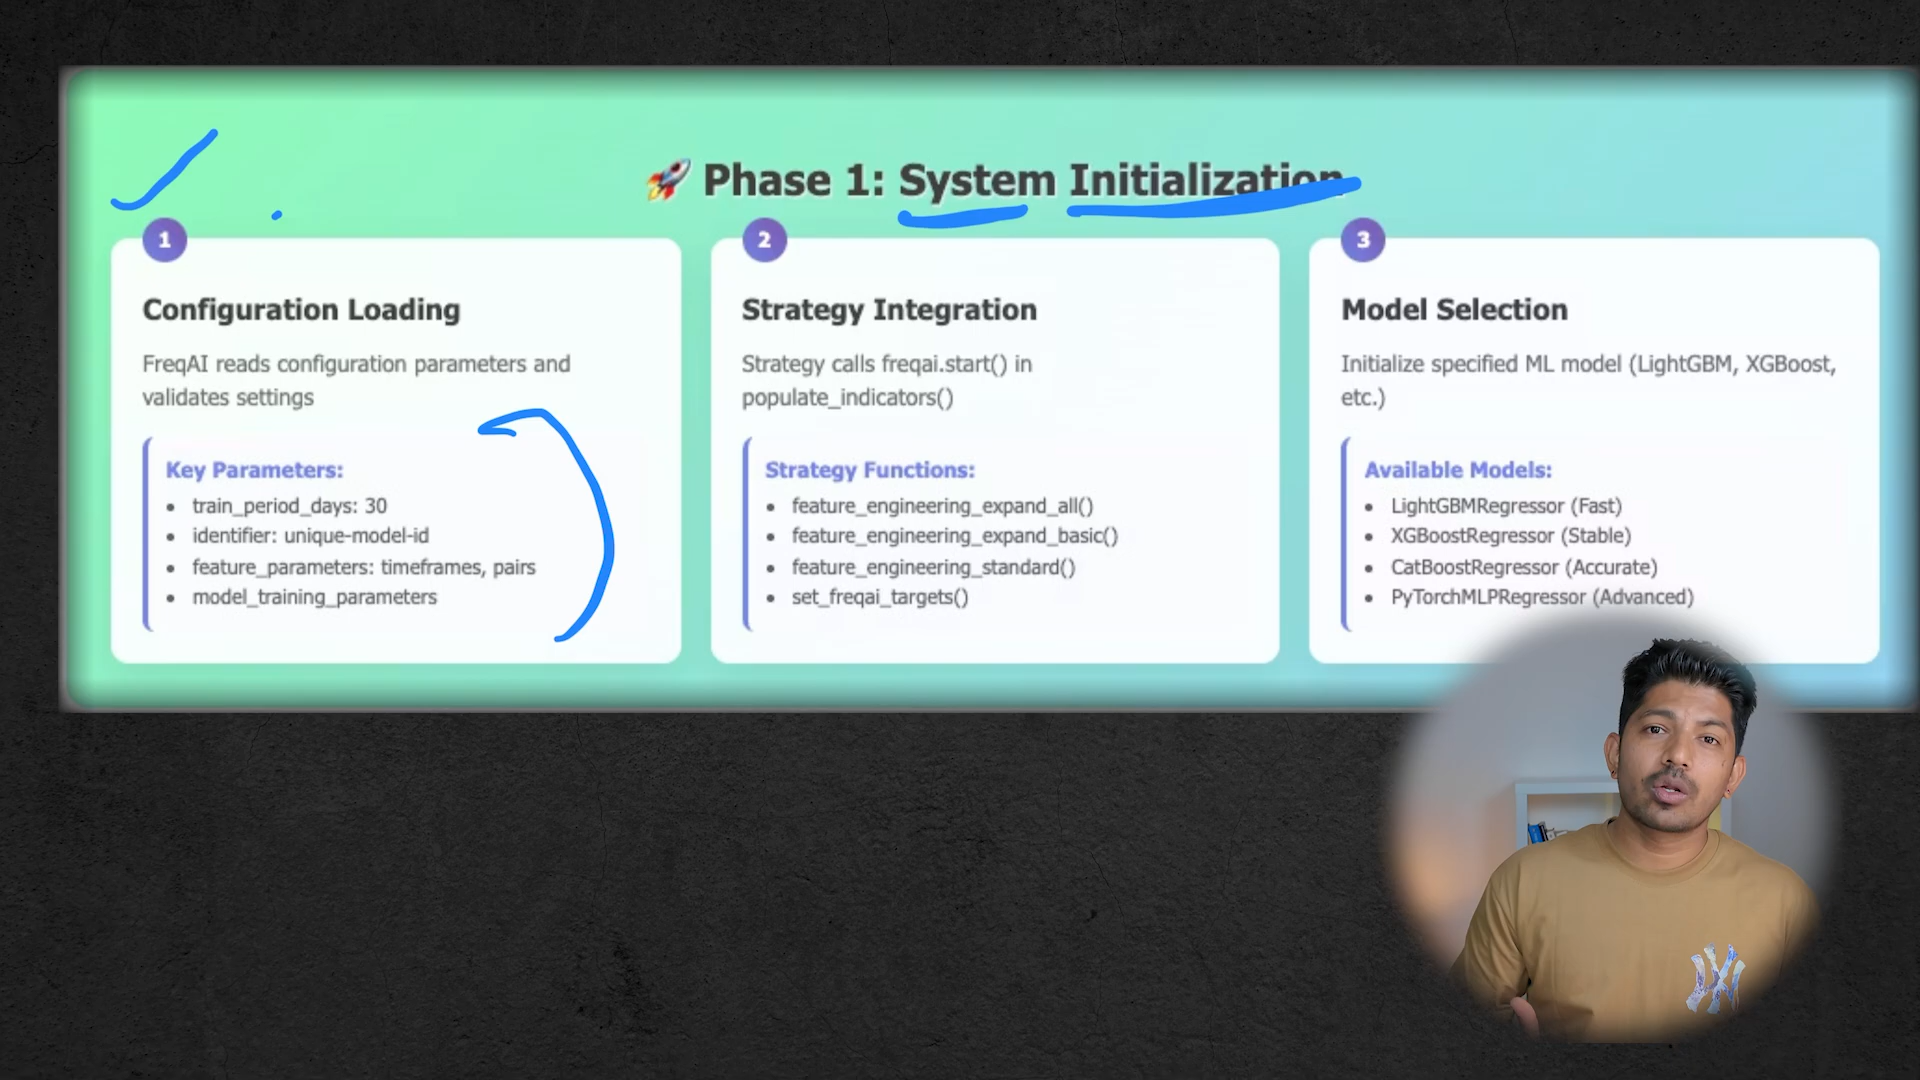 🚀 Phase 1: System Initialization
1
Configuration Loading
FreqAI reads configuration parameters and
validates settings
Key Parameters:
• train_period_days: 30
• identifier: unique-model-id
• feature_parameters: timeframes, pairs
• model_training_parameters
2
Strategy Integration
Strategy calls freqai.start() in
populate_indicators()
Strategy Functions:
• feature_engineering_expand_all()
• feature_engineering_expand_basic()
• feature_engineering_standard()
• set_freqai_targets()
3
Model Selection
Initialize specified ML model (LightGBM, XGBoost,
etc.)
Available Models:
• LightGBMRegressor (Fast)
• XGBoostRegressor (Stable)
• CatBoostRegressor (Accurate)
• PyTorchMLPRegressor (Advanced)
NY